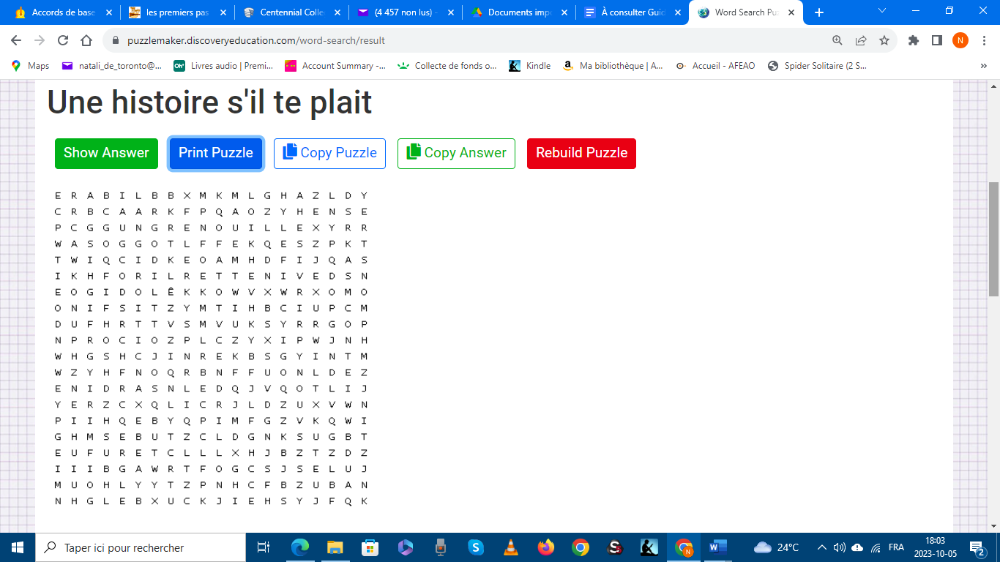 Accords de base
les premiers pas
Centennial Colle
(4 457 non lus) -
Documents impo
À consulter Guid
Word Search Pu
puzzlemaker.discoveryeducation.com/word-search/result
N
Maps
natali_de_toronto@...
Livres audio | Premi...
Account Summary -...
Collecte de fonds o...
Kindle
Ma bibliothèque | A...
Accueil - AFEAO
Spider Solitaire (2 S...
»
Une histoire s'il te plait
Show Answer
Print Puzzle
Copy Puzzle
Copy Answer
Rebuild Puzzle
E R A B I L B B X M K M L G H A Z L D Y
C R B C A A R K F P Q A O Z Y H E N S E
P C G G U N G R E N O U I L L E X Y R R
W A S O G G O T L F F E K Q E S Z P K T
T W I Q C I D K E O A M H D F I J Q A S
I K H F O R I L R E T T E N I V E D S N
E O G I D O L Ê K K O W V X W R X O M O
O N I F S I T Z Y M T I H B C I U P C M
D U F H R T T V S M V U K S Y R R G O P
N P R O C I O Z P L C Z Y X I P W J N H
W H G S H C J I N R E K B S G Y I N T M
W Z Y H F N O Q R B N F F U O N L D E Z
E N I D R A S N L E D Q J V Q O T L I J
Y E R Z C X Q L I C R J L D Z U X V W N
P I I H Q E B Y Q P I M F G Z V K Q W I
G H M S E B U T Z C L D G N K S U G B T
E U F U R E T C L L L X H J B Z T Z D Z
I I I B G A W R T F O G C S J S E L U J
M U O H L Y Y T Z P N H C F B Z U B A N
N H G L E B X U C K J I E H S Y J F Q K
Taper ici pour rechercher
24°C
FRA
18:03
2023-10-05
2